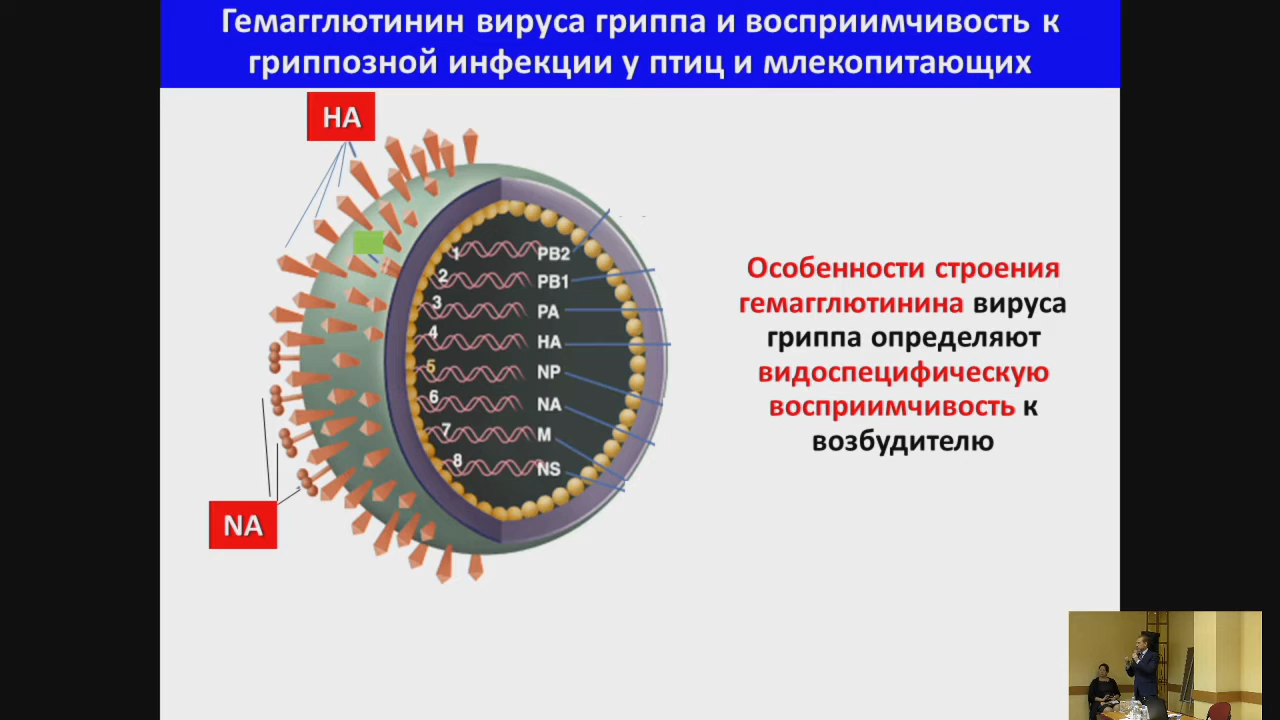 Гемагглютинин вируса гриппа и восприимчивость к
гриппозной инфекции у птиц и млекопитающих
HA
1 PB2
2 PB1
3 PA
4 HA
5 NP
6 NA
7 M
8 NS
NA
Особенности строения
гемагглютинина вируса
гриппа определяют
видоспецифическую
восприимчивость к
возбудителю